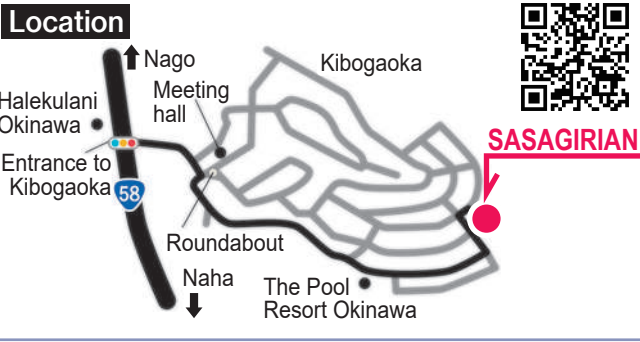 Location
Nago
Kibogaoka
Halekulani
Okinawa
Meeting
hall
SASAGIRIAN
Entrance to
Kibogaoka
58
Roundabout
Naha
The Pool
Resort Okinawa